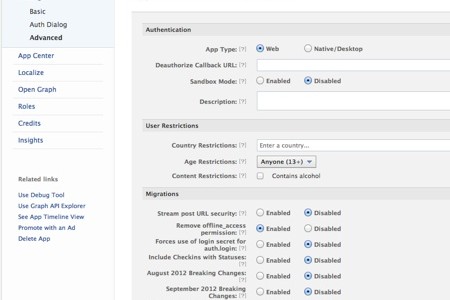 Basic
Auth Dialog
Advanced
App Center
Localize
Open Graph
Roles
Credits
Insights
Related links
Use Debug Tool
Use Graph API Explorer
See App Timeline View
Promote with an Ad
Delete App
Authentication
App Type: [?] Web Native/Desktop
Deauthorize Callback URL: [?]
Sandbox Mode: [?] Enabled Disabled
Description: [?]
User Restrictions
Country Restrictions: [?] Enter a country...
Age Restrictions: [?] Anyone (13+)
Content Restrictions: [?] Contains alcohol
Migrations
Stream post URL security: [?] Enabled Disabled
Remove offline_access
permission: [?] Enabled Disabled
Forces use of login secret for
auth.login: [?] Enabled Disabled
Include Checkins with Statuses:
[?] Enabled Disabled
August 2012 Breaking Changes:
[?] Enabled Disabled
September 2012 Breaking
Changes: [?] Enabled Disabled